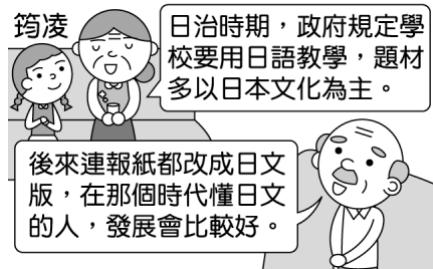 筠凌
日治時期，政府規定學
校要用日語教學，題材
多以日本文化為主。
後來連報紙都改成日文
版，在那個時代懂日文
的人，發展會比較好。